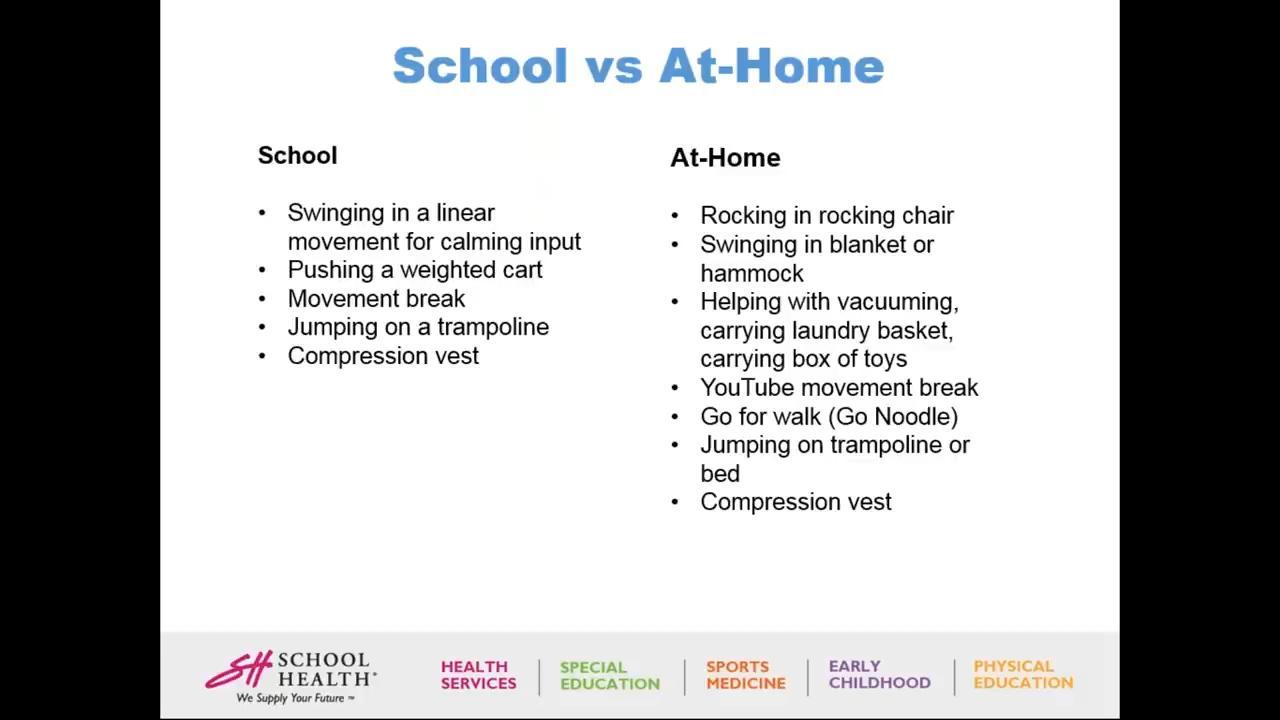 School vs At-Home
School
• Swinging in a linear
movement for calming input
• Pushing a weighted cart
• Movement break
• Jumping on a trampoline
• Compression vest
At-Home
• Rocking in rocking chair
• Swinging in blanket or
hammock
• Helping with vacuuming,
carrying laundry basket,
carrying box of toys
• YouTube movement break
• Go for walk (Go Noodle)
• Jumping on trampoline or
bed
• Compression vest
SH SCHOOL
HEALTH®
We Supply Your Future™
HEALTH
SERVICES
SPECIAL
EDUCATION
SPORTS
MEDICINE
EARLY
CHILDHOOD
PHYSICAL
EDUCATION